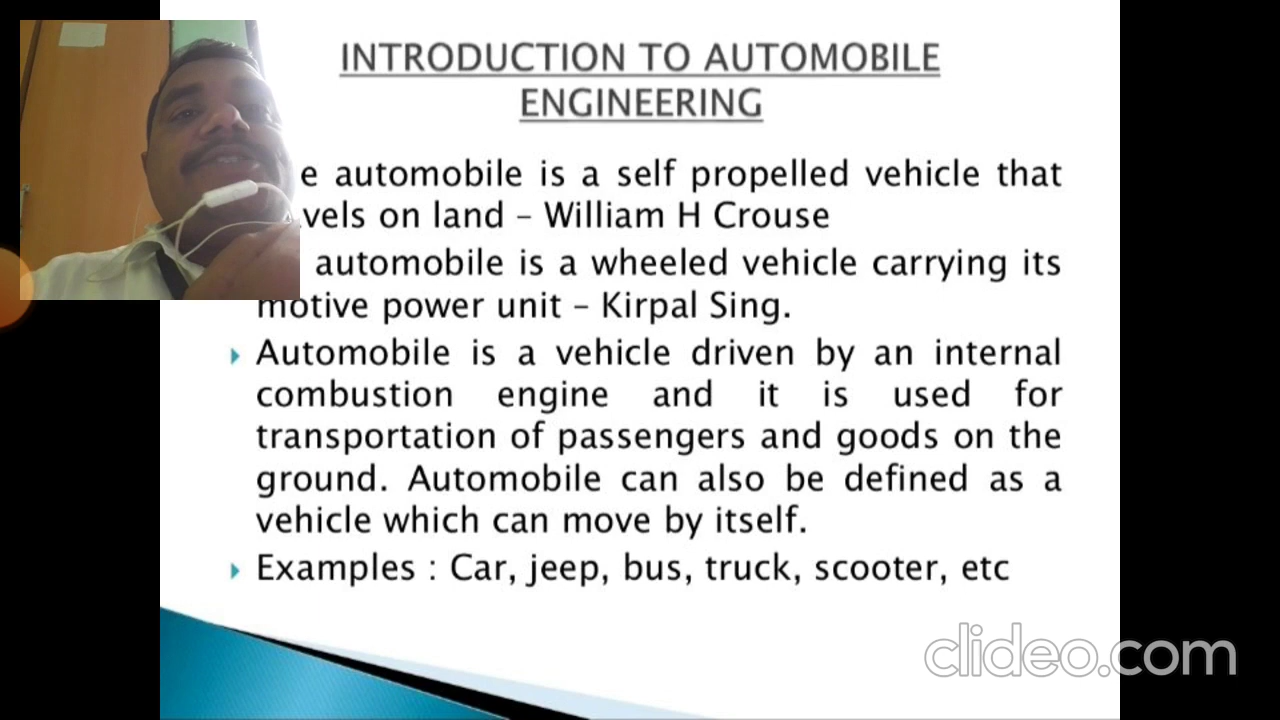 INTRODUCTION TO AUTOMOBILE
ENGINEERING
automobile is a self propelled vehicle that
on land – William H Crouse
automobile is a wheeled vehicle carrying its
motive power unit – Kirpal Sing.
Automobile is a vehicle driven by an internal
combustion engine and it is used for
transportation of passengers and goods on the
ground. Automobile can also be defined as a
vehicle which can move by itself.
Examples : Car, jeep, bus, truck, scooter, etc
clideo.com